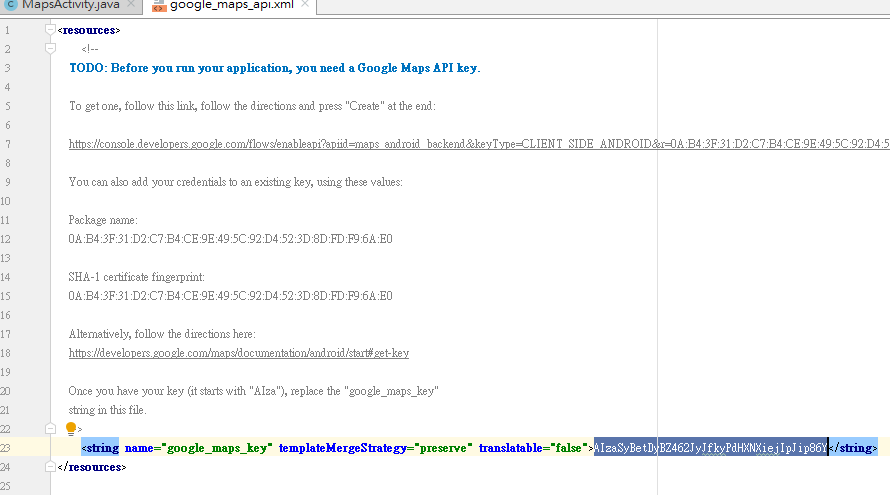 MapsActivity.java
google_maps_api.xml
1 <resources>
2 <!--
3 TODO: Before you run your application, you need a Google Maps API key.
4
5 To get one, follow this link, follow the directions and press "Create" at the end:
6
7 https://console.developers.google.com/flows/enableapi?apiid=maps_android_backend&keyType=CLIENT_SIDE_ANDROID&r=0A:B4:3F:31:D2:C7:B4:CE:9E:49:5C:92:D4:5
8
9 You can also add your credentials to an existing key, using these values:
10
11 Package name:
12 0A:B4:3F:31:D2:C7:B4:CE:9E:49:5C:92:D4:52:3D:8D:FD:F9:6A:E0
13
14 SHA-1 certificate fingerprint:
15 0A:B4:3F:31:D2:C7:B4:CE:9E:49:5C:92:D4:52:3D:8D:FD:F9:6A:E0
16
17 Alternatively, follow the directions here:
18 https://developers.google.com/maps/documentation/android/start#get-key
19
20 Once you have your key (it starts with "AIza"), replace the "google_maps_key"
21 string in this file.
22 >
23 <string name="google_maps_key" templateMergeStrategy="preserve" translatable="false">AIzaSyBetDyBZ462JyJfkyPdHXNXiejIpJip86Y</string>
24 </resources>
25